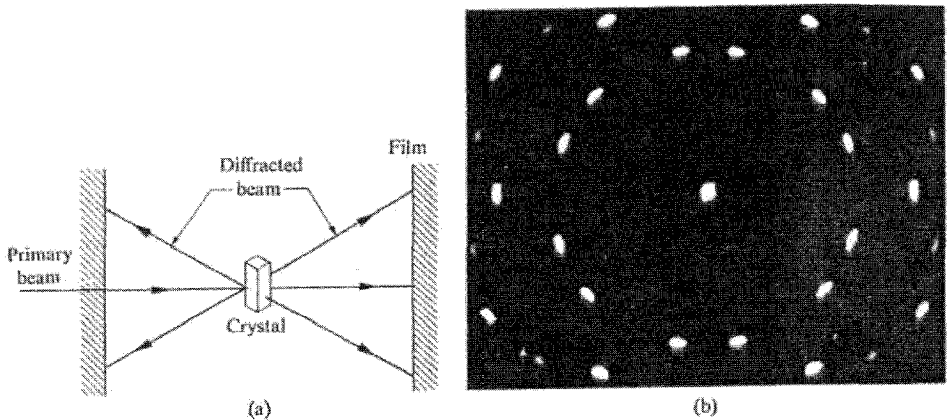 Film
Diffracted
beam
Primary
beam
Crystal
(a)
(b)